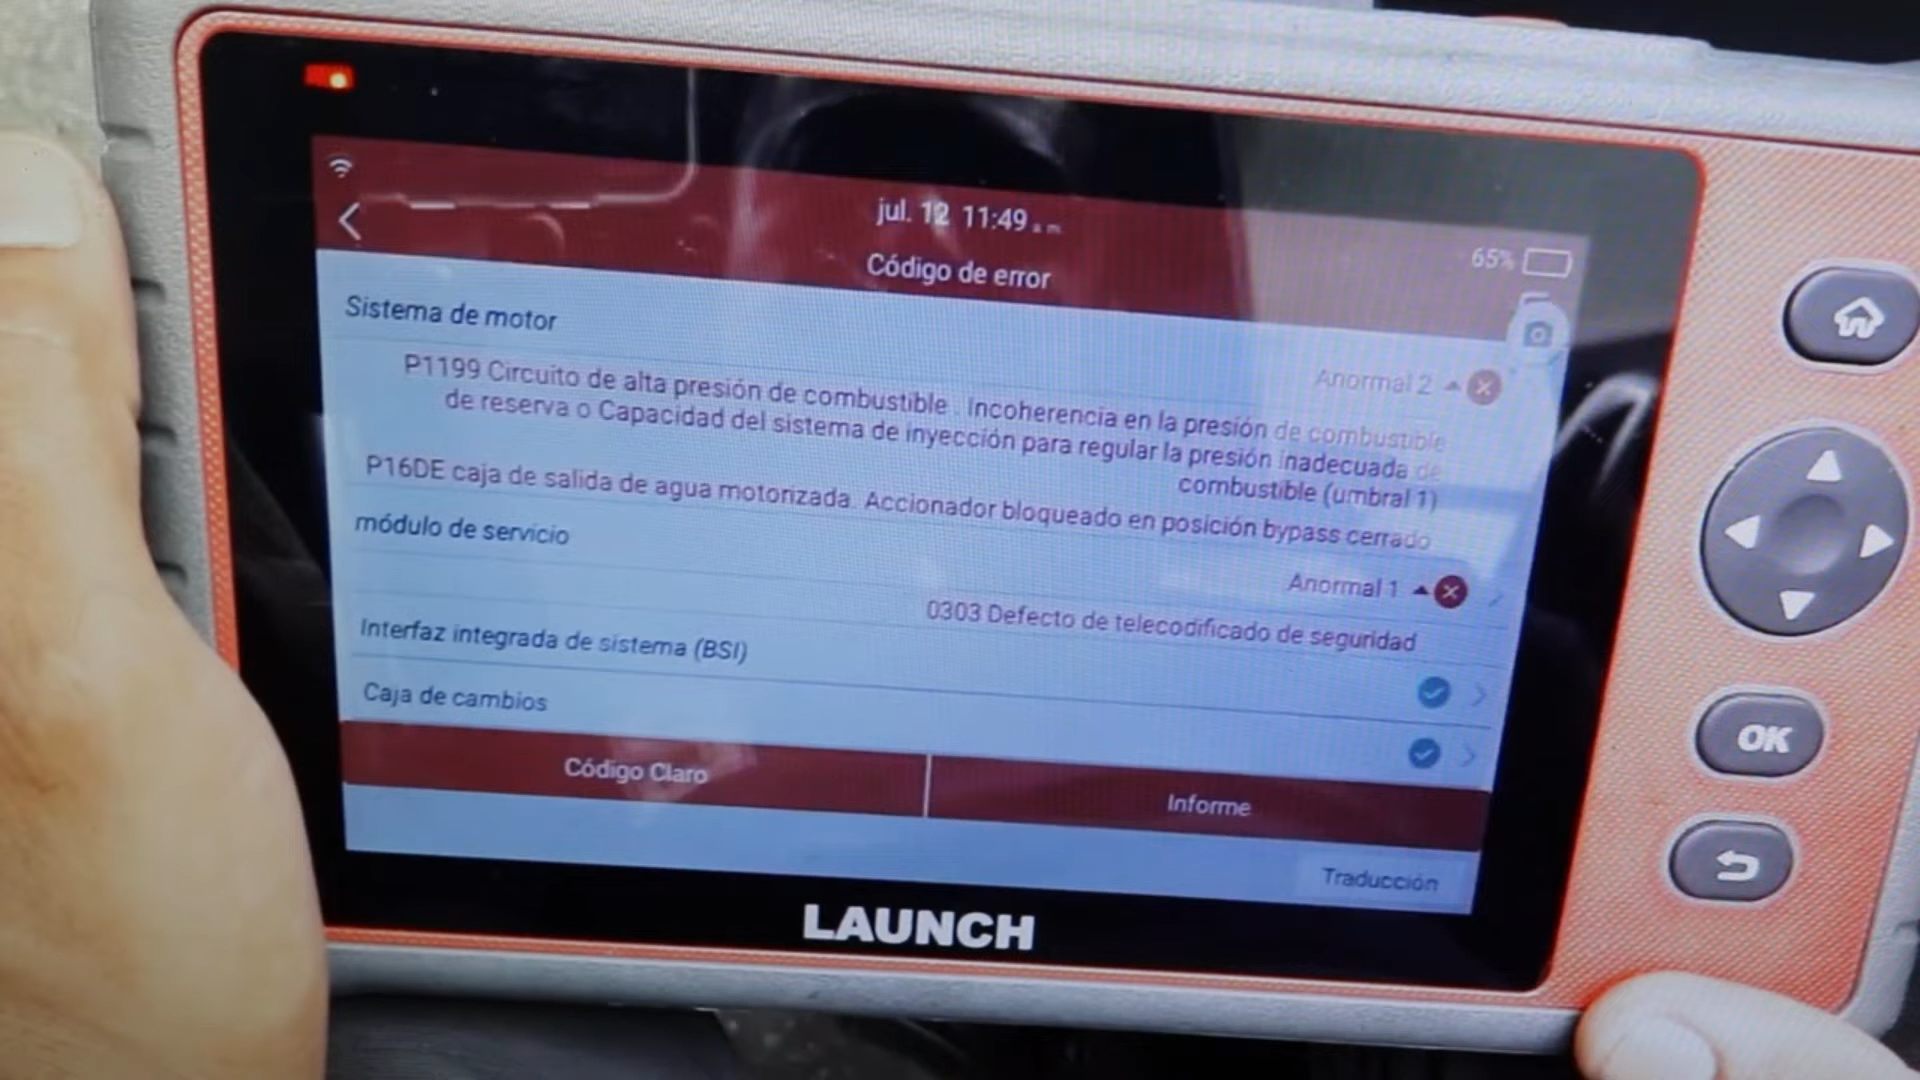 jul. 12 11:49 a. m.
65%
Código de error
Sistema de motor
Anormal 2
P1199 Circuito de alta presión de combustible . Incoherencia en la presión de combustible
de reserva o Capacidad del sistema de inyección para regular la presión inadecuada de
combustible (umbral 1)
P16DE caja de salida de agua motorizada. Accionador bloqueado en posición bypass cerrado
módulo de servicio
Anormal 1
0303 Defecto de telecodificado de seguridad
Interfaz integrada de sistema (BSI)
Caja de cambios
Código Claro
Informe
Traducción
LAUNCH
OK